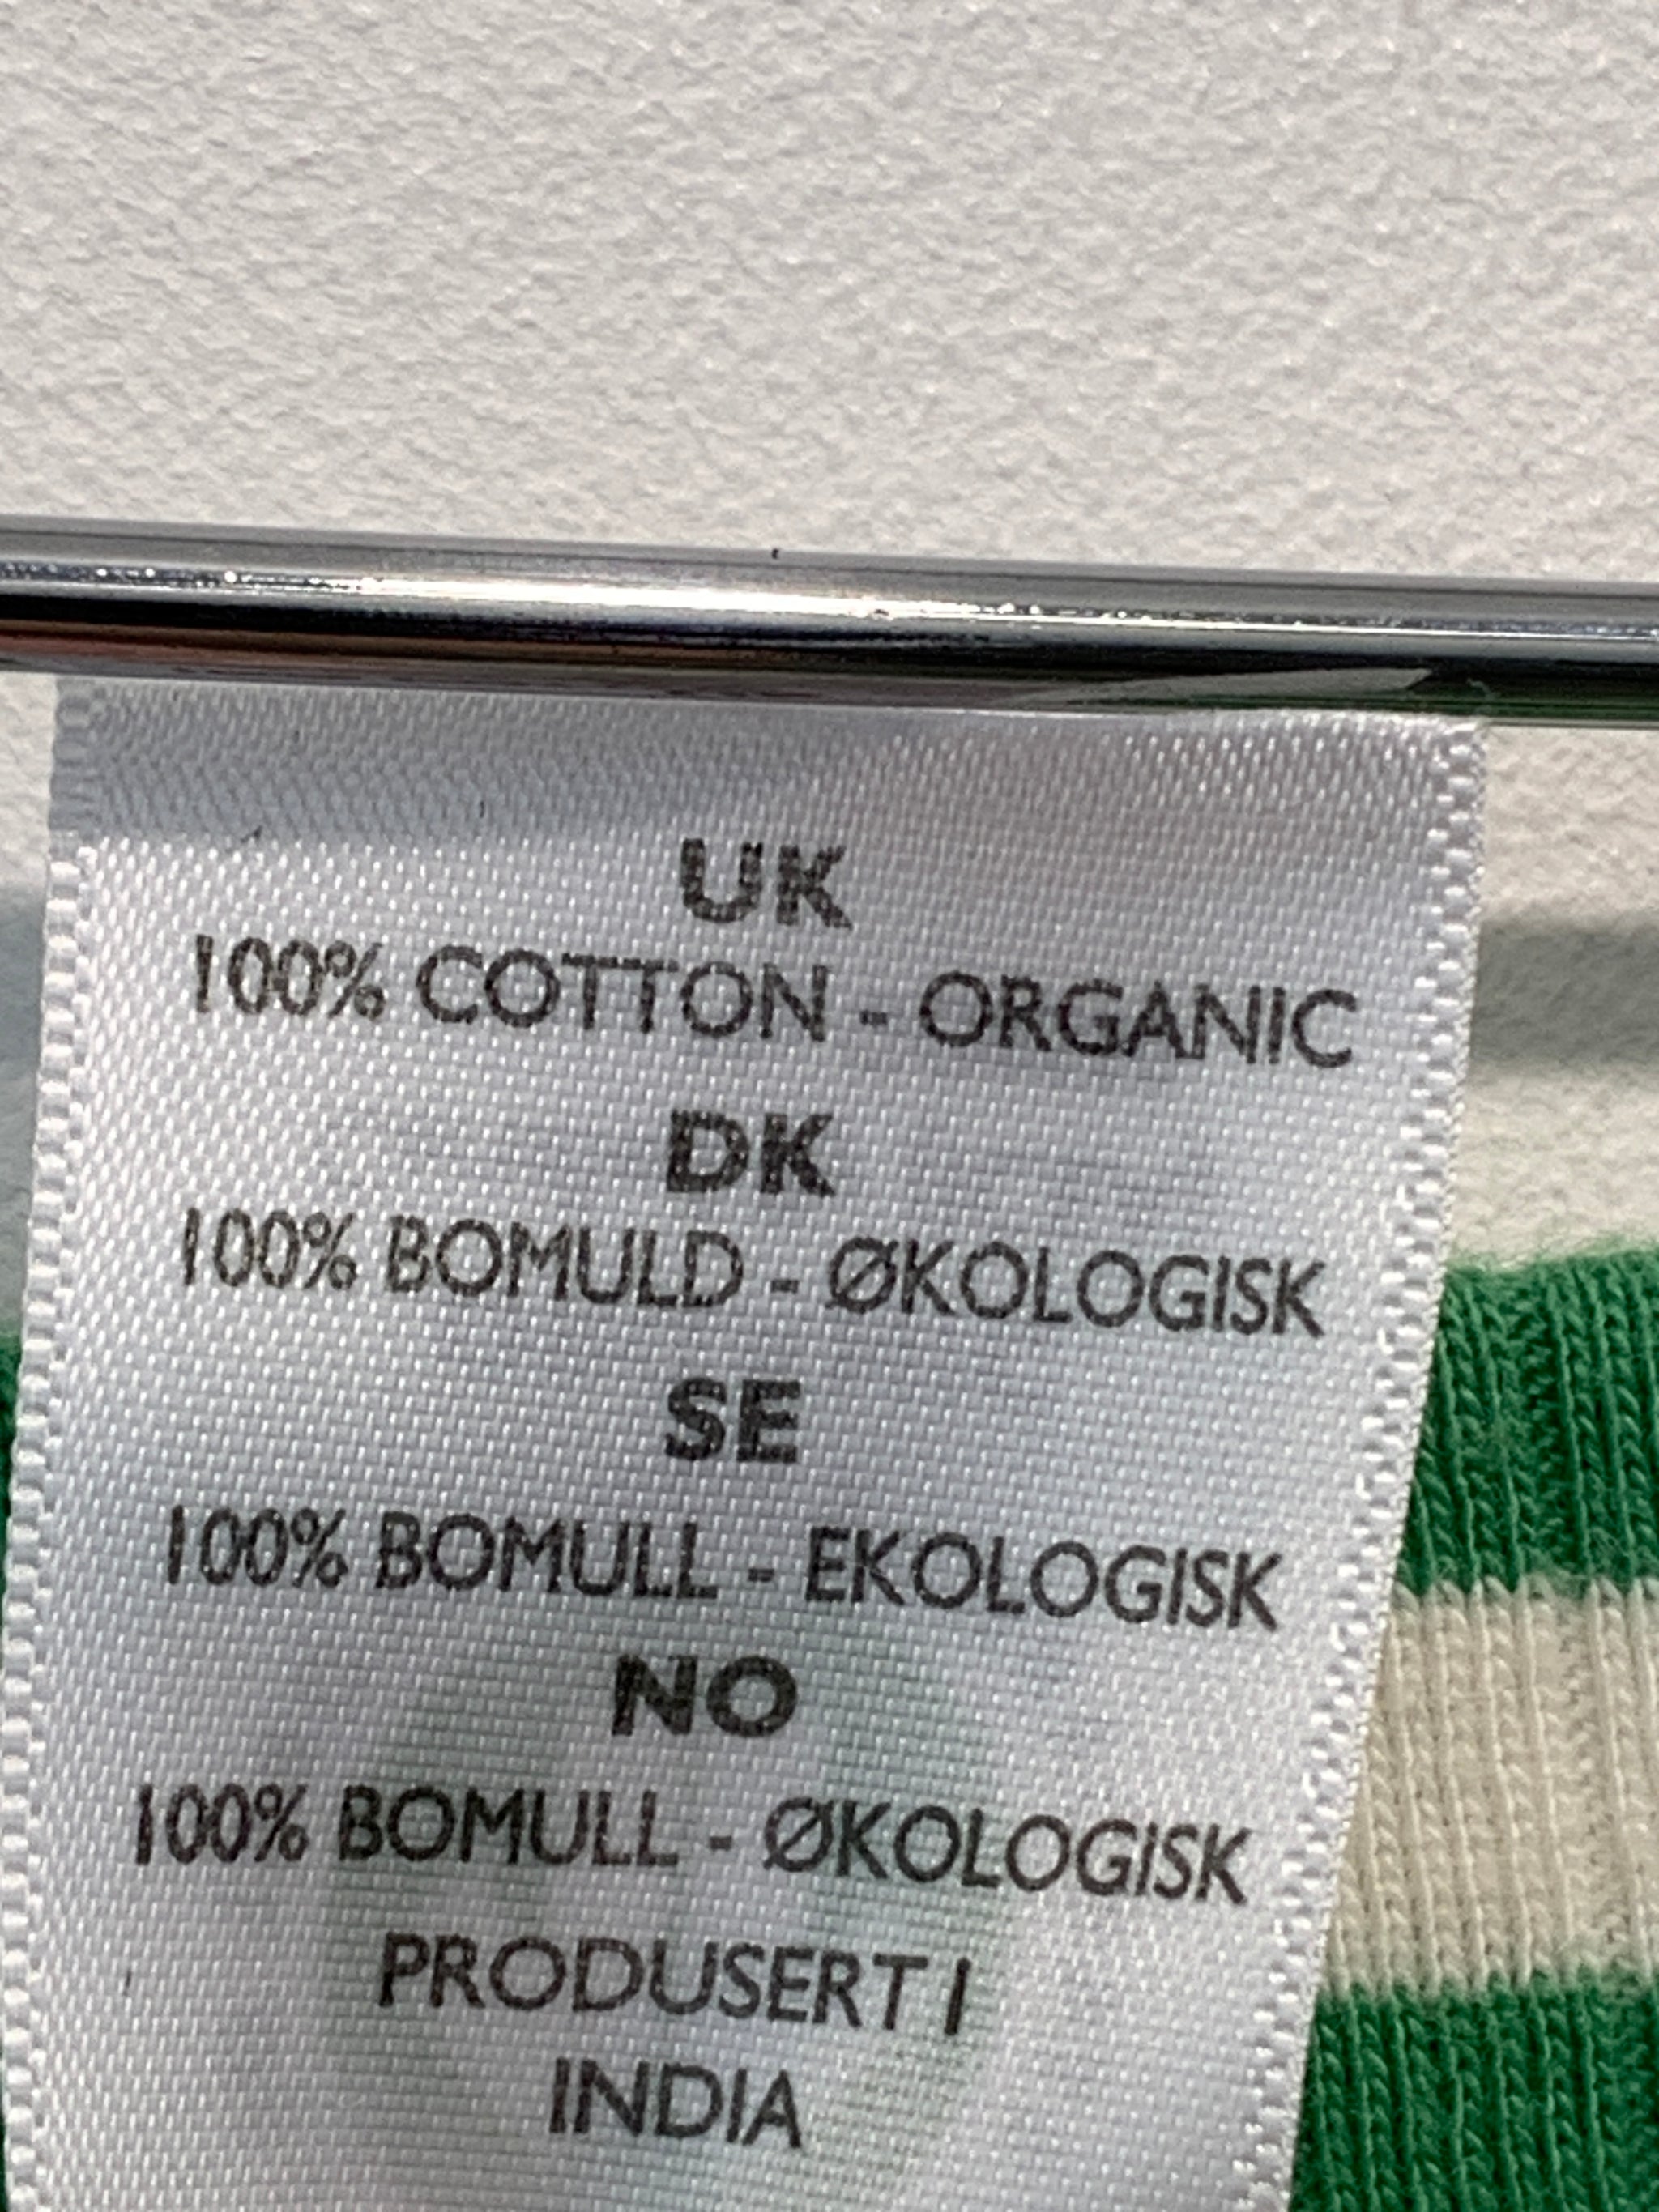 UK
100% COTTON - ORGANIC
DK
100% BOMULD - ØKOLOGISK
SE
100% BOMULL - EKOLOGISK
NO
100% BOMULL - ØKOLOGISK
PRODUSERT I
INDIA